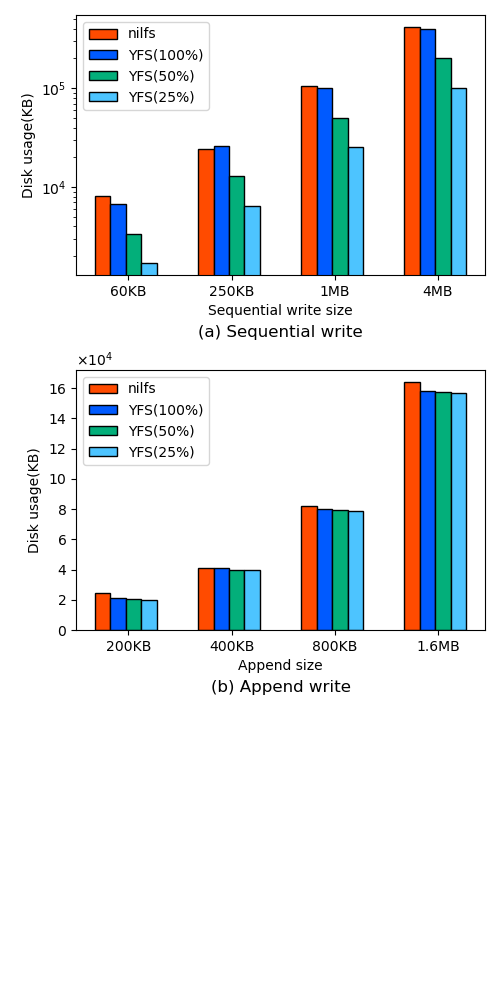 nilfs
YFS(100%)
YFS(50%)
YFS(25%)
10^5
10^4
Disk usage(KB)
60KB 250KB 1MB 4MB
Sequential write size
(a) Sequential write
×10^4
nilfs
YFS(100%)
YFS(50%)
YFS(25%)
16
14
12
10
8
6
4
2
0
Disk usage(KB)
200KB 400KB 800KB 1.6MB
Append size
(b) Append write